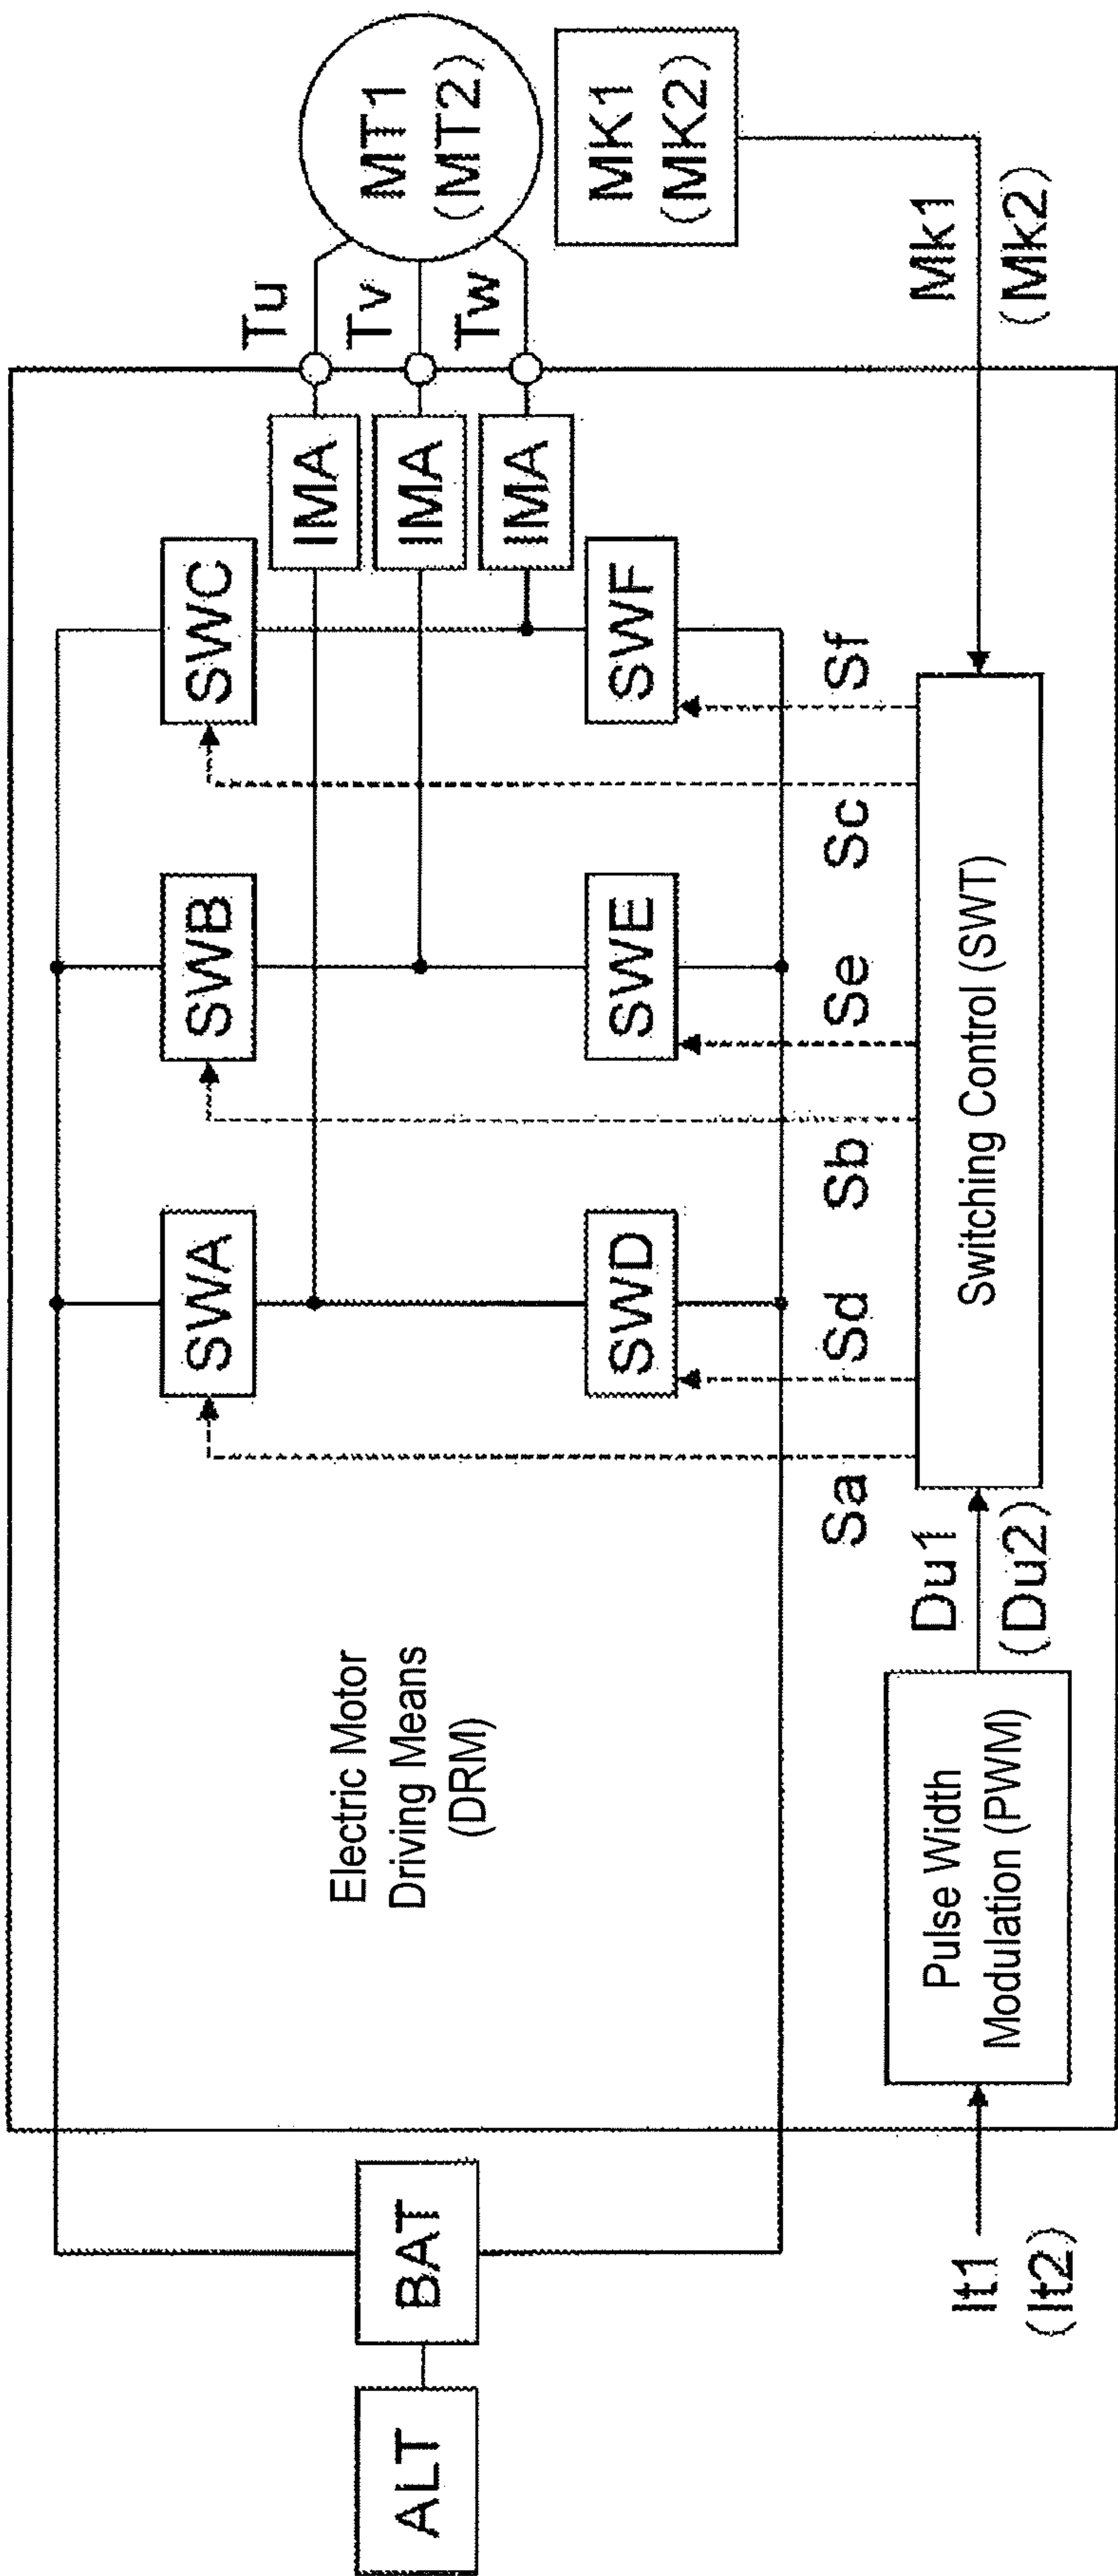 ALT
BAT
Electric Motor
Driving Means
(DRM)
SWA
SWB
SWC
IMA
IMA
IMA
Tu
Tv
Tw
MT1
(MT2)
MK1
(MK2)
SWD
SWE
SWF
Sa
Sd
Sb
Se
Sc
Sf
It1
(It2)
Pulse Width
Modulation (PWM)
Du1
(Du2)
Switching Control (SWT)
Mk1
(Mk2)